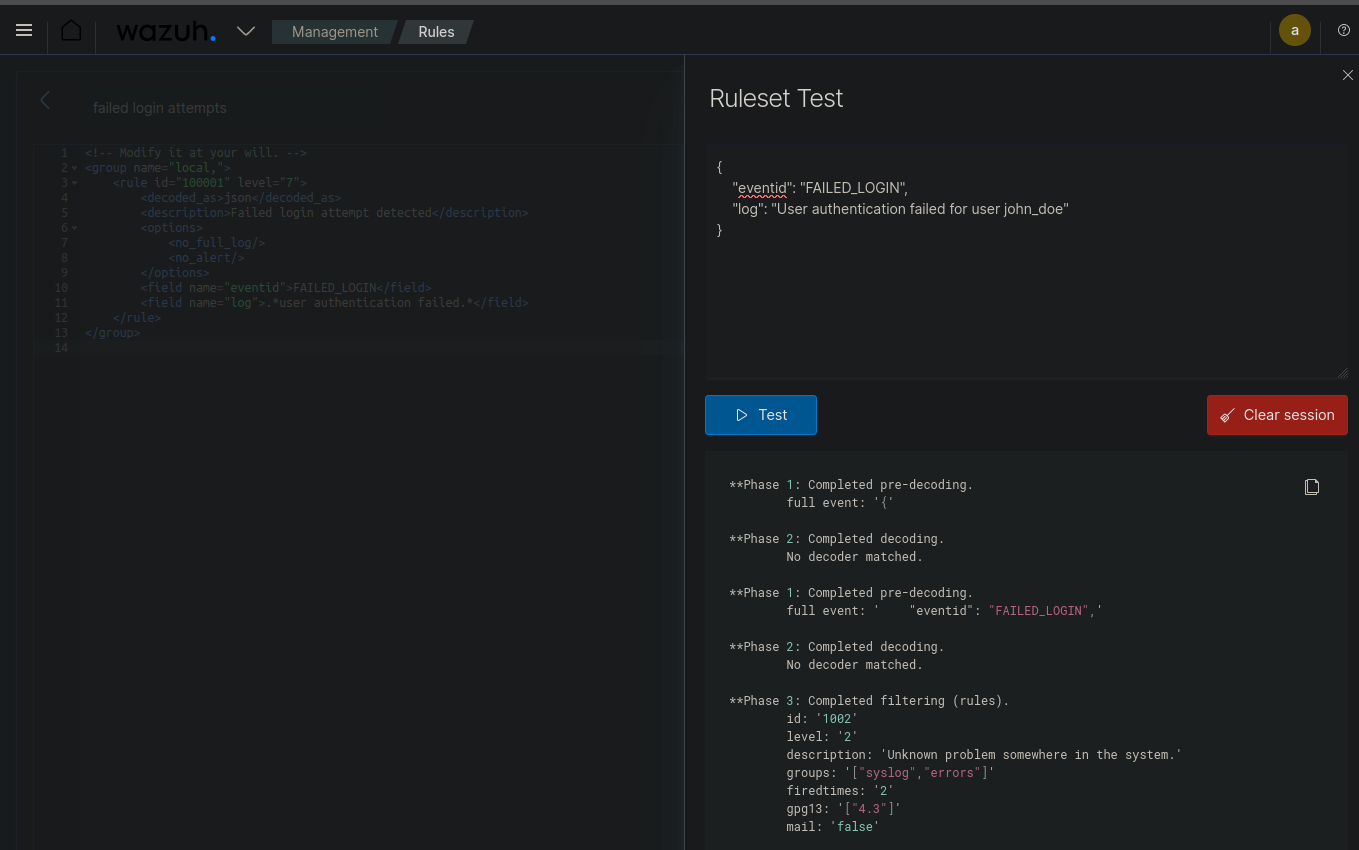 wazuh.
Management
Rules
a
failed login attempts
1 <!-- Modify it at your will. -->
2 <group name="local,">
3     <rule id="100001" level="7">
4         <decoded_as>json</decoded_as>
5         <description>Failed login attempt detected</description>
6         <options>
7             <no_full_log/>
8             <no_alert/>
9         </options>
10         <field name="eventid">FAILED_LOGIN</field>
11         <field name="log">.*user authentication failed.*</field>
12     </rule>
13 </group>
14
Ruleset Test
{
    "eventid": "FAILED_LOGIN",
    "log": "User authentication failed for user john_doe"
}
Test
Clear session
**Phase 1: Completed pre-decoding.
        full event: '{'
**Phase 2: Completed decoding.
        No decoder matched.
**Phase 1: Completed pre-decoding.
        full event: '    "eventid": "FAILED_LOGIN",'
**Phase 2: Completed decoding.
        No decoder matched.
**Phase 3: Completed filtering (rules).
        id: '1002'
        level: '2'
        description: 'Unknown problem somewhere in the system.'
        groups: '["syslog","errors"]'
        firedtimes: '2'
        gpg13: '["4.3"]'
        mail: 'false'